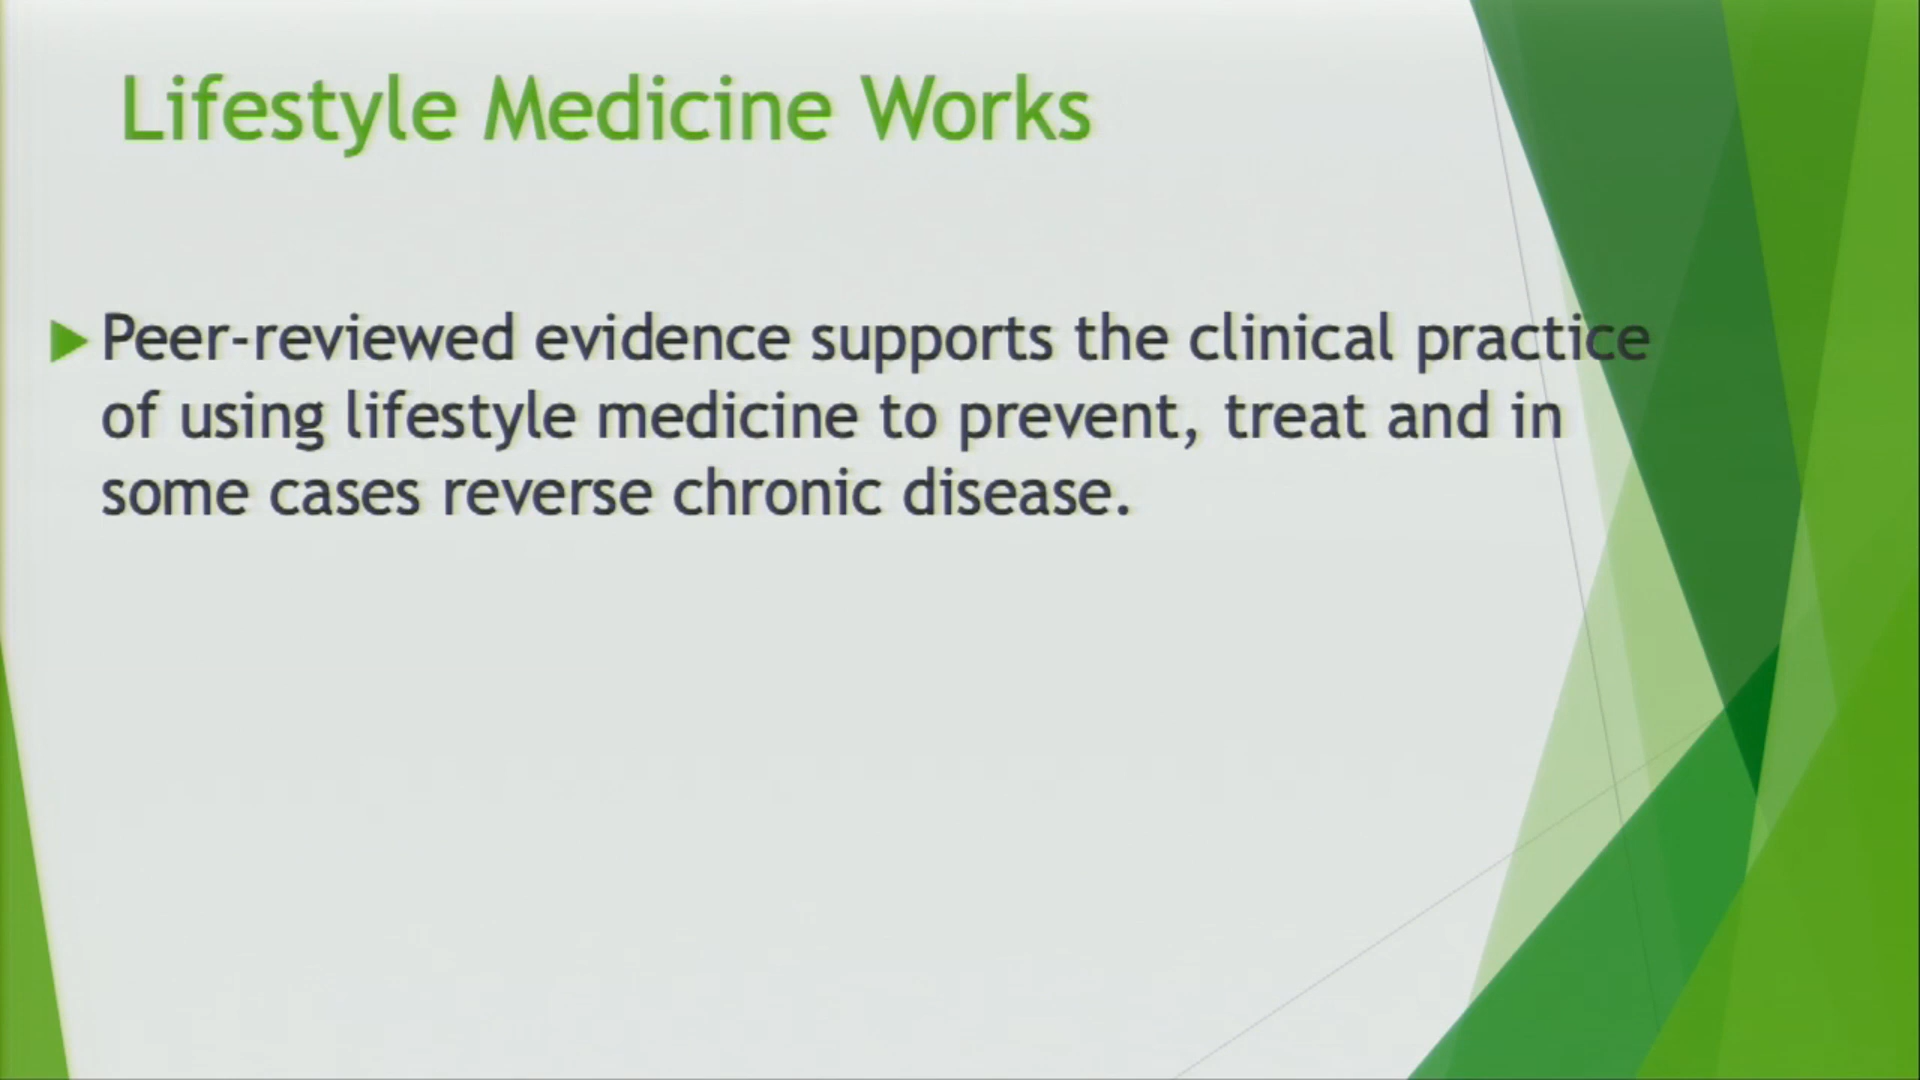 Lifestyle Medicine Works
Peer-reviewed evidence supports the clinical practice
of using lifestyle medicine to prevent, treat and in
some cases reverse chronic disease.